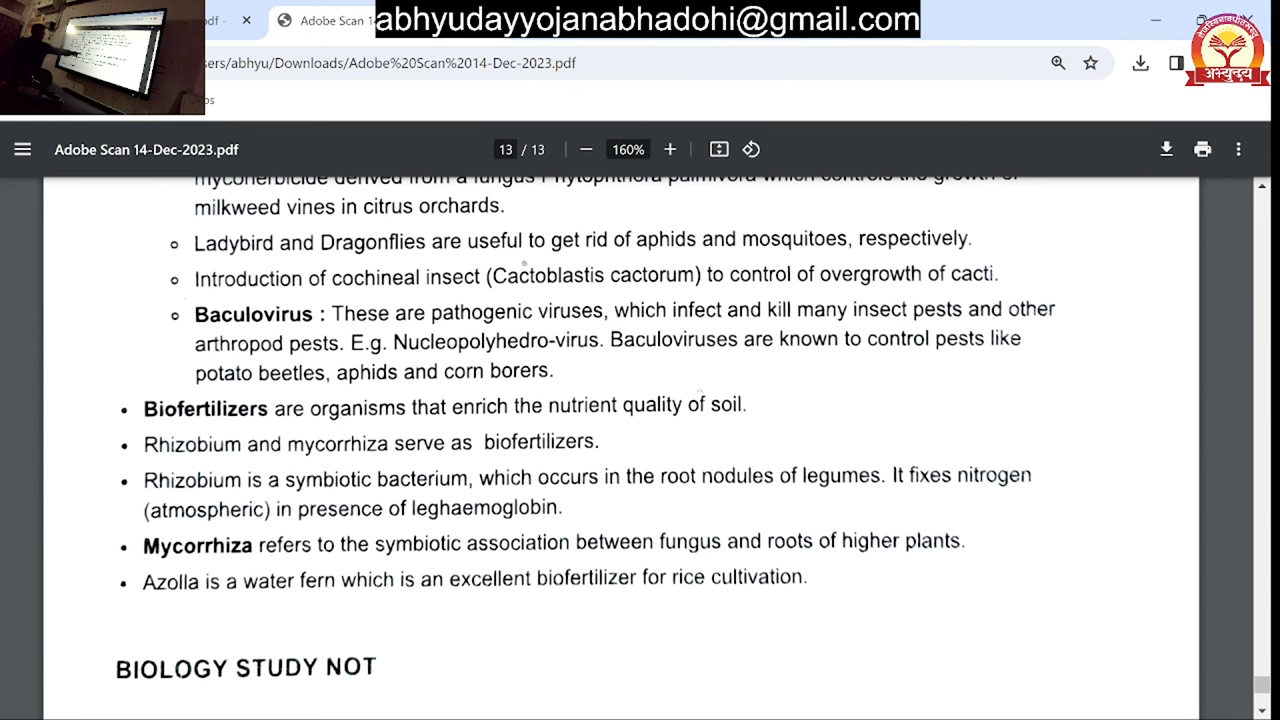 abhyudayyojanabhadohi@gmail.com
Adobe Scan 14
ers/abhyu/Downloads/Adobe%20Scan%2014-Dec-2023.pdf
Adobe Scan 14-Dec-2023.pdf
13 / 13
160%
अभ्युदय
milkweed vines in citrus orchards.
Ladybird and Dragonflies are useful to get rid of aphids and mosquitoes, respectively.
Introduction of cochineal insect (Cactoblastis cactorum) to control of overgrowth of cacti.
Baculovirus : These are pathogenic viruses, which infect and kill many insect pests and other
arthropod pests. E.g. Nucleopolyhedro-virus. Baculoviruses are known to control pests like
potato beetles, aphids and corn borers.
Biofertilizers are organisms that enrich the nutrient quality of soil.
Rhizobium and mycorrhiza serve as biofertilizers.
Rhizobium is a symbiotic bacterium, which occurs in the root nodules of legumes. It fixes nitrogen
(atmospheric) in presence of leghaemoglobin.
Mycorrhiza refers to the symbiotic association between fungus and roots of higher plants.
Azolla is a water fern which is an excellent biofertilizer for rice cultivation.
BIOLOGY STUDY NOT